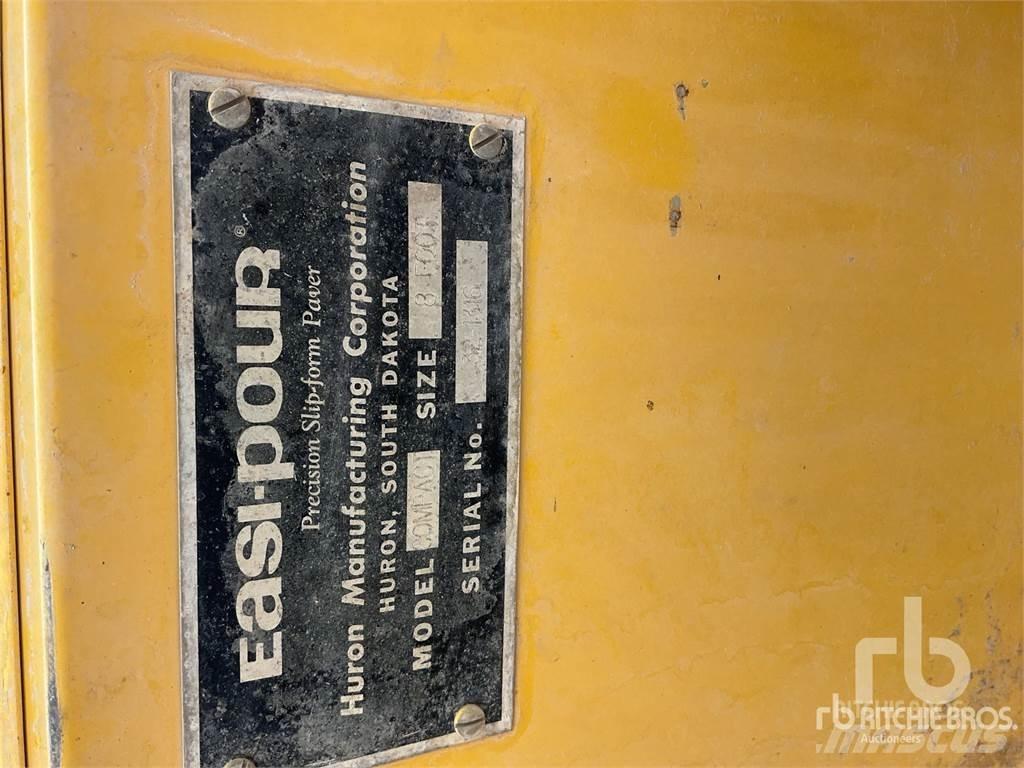 Easi-pour®
Precision Slip-form Paver
Huron Manufacturing Corporation
HURON, SOUTH DAKOTA
MODEL COMPACT SIZE 8 FOOT
SERIAL No.
rb
rb RITCHIE BROS.
Auctioneers